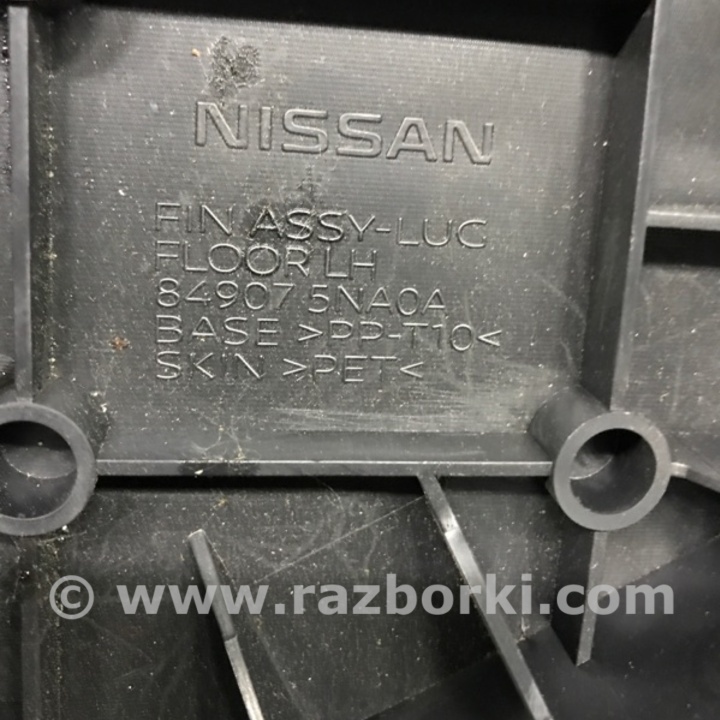 NISSAN
FIN ASSY-LUG
FLOOR LH
84907 5NA0A
BASE >PP-T10<
SKIN >PET<
© www.razborki.com